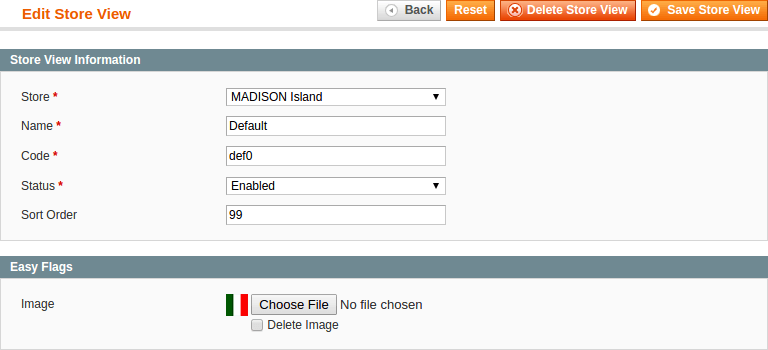 Edit Store View
Back Reset Delete Store View Save Store View
Store View Information
Store * MADISON Island
Name * Default
Code * def0
Status * Enabled
Sort Order 99
Easy Flags
Image Choose File No file chosen
Delete Image